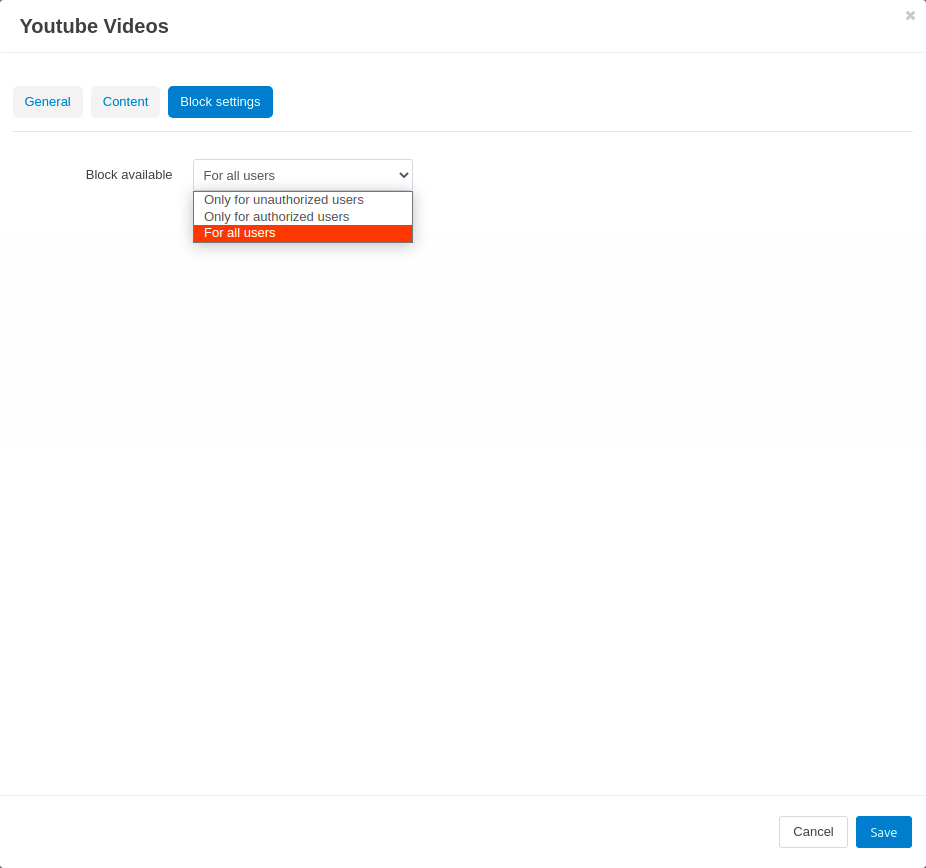 Youtube Videos
General
Content
Block settings
Block available
For all users
Only for unauthorized users
Only for authorized users
For all users
Cancel
Save